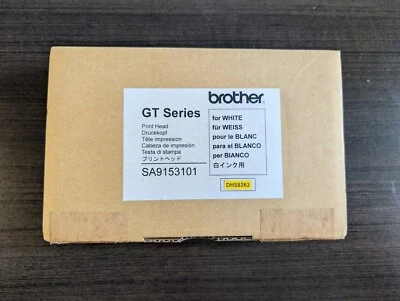 brother
GT Series
Print Head
Druckkopf
Tête impression
Cabeza de impresión
Testa di stampa
プリントヘッド
SA9153101
for WHITE
für WEISS
pour le BLANC
para el BLANCO
per BIANCO
白インク用
DHS8263